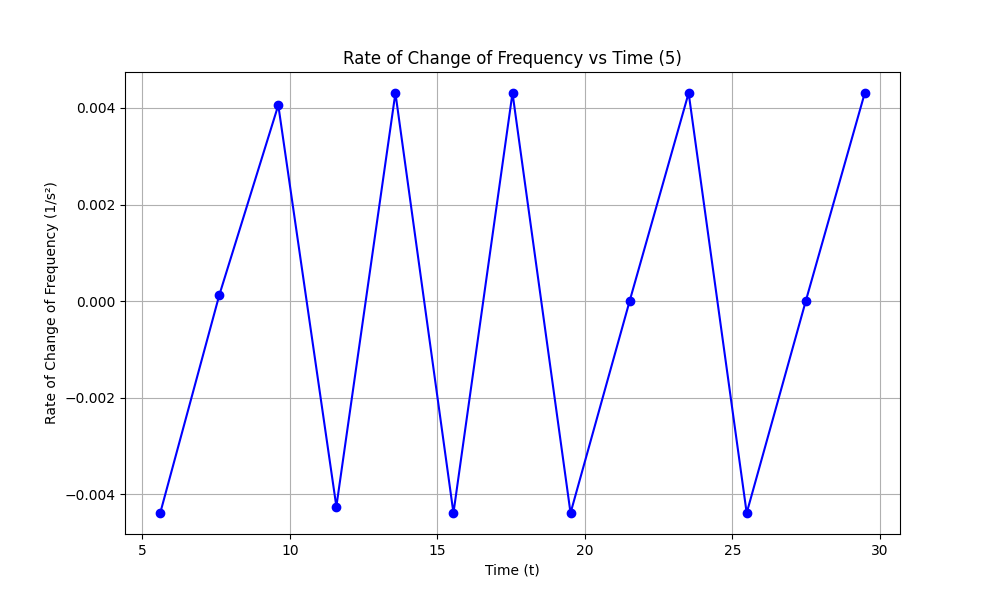 Rate of Change of Frequency vs Time (5)
Rate of Change of Frequency (1/s²)
0.004
0.002
0.000
−0.002
−0.004
5 10 15 20 25 30
Time (t)